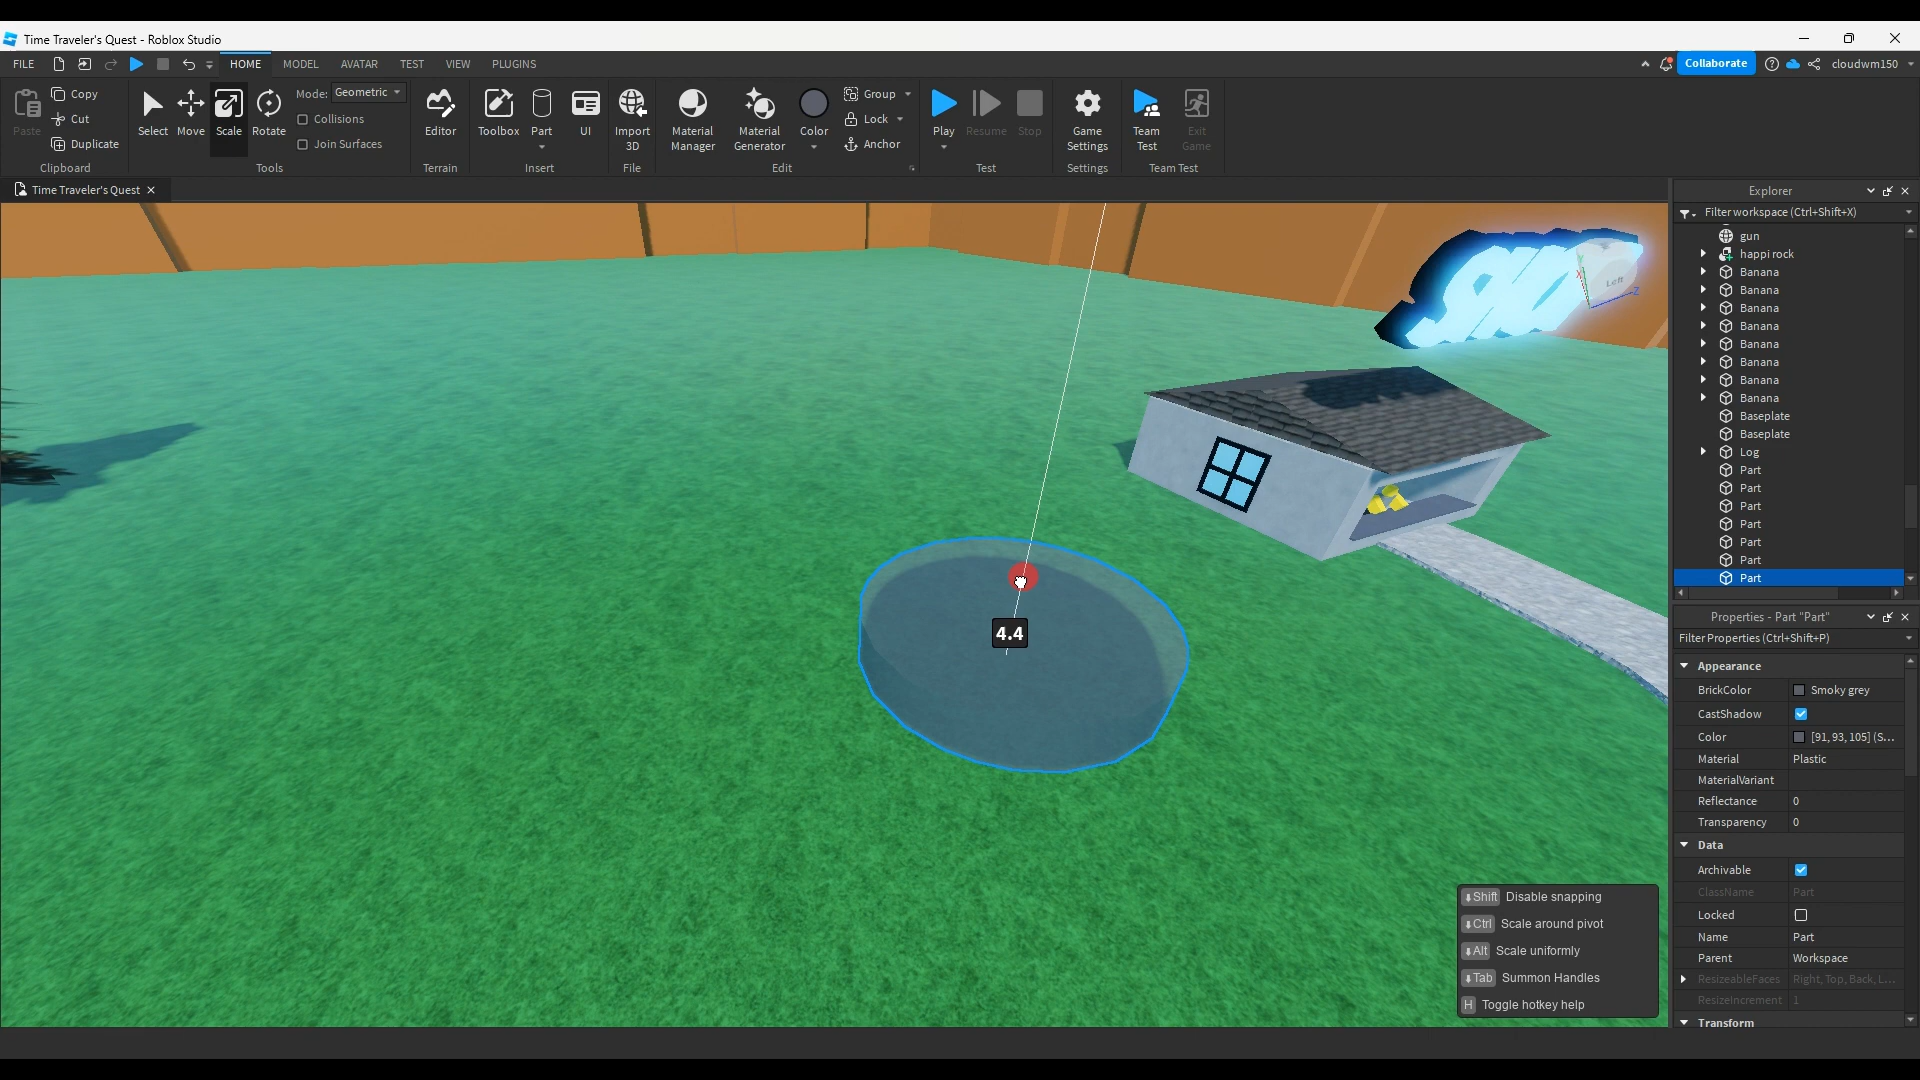 Time Traveler's Quest - Roblox Studio
FILE HOME MODEL AVATAR TEST VIEW PLUGINS Collaborate cloudwm150
Paste Copy Cut Duplicate Clipboard
Select Move Scale Rotate Mode: Geometric Collisions Join Surfaces Tools
Editor Terrain
Toolbox Part UI Insert
Import 3D File
Material Manager Material Generator Color Group Lock Anchor Edit
Play Resume Stop Test
Game Settings Settings
Team Test Exit Game Team Test
Time Traveler's Quest
Left
X
Y
Z
4.4
Shift Disable snapping
Ctrl Scale around pivot
Alt Scale uniformly
Tab Summon Handles
H Toggle hotkey help
Explorer
Filter workspace (Ctrl+Shift+X)
gun
happi rock
Banana
Banana
Banana
Banana
Banana
Banana
Banana
Banana
Baseplate
Baseplate
Log
Part
Part
Part
Part
Part
Part
Part
Properties - Part "Part"
Filter Properties (Ctrl+Shift+P)
Appearance
BrickColor Smoky grey
CastShadow
Color [91, 93, 105] (S...
Material Plastic
MaterialVariant
Reflectance 0
Transparency 0
Data
Archivable
ClassName Part
Locked
Name Part
Parent Workspace
ResizeableFaces Right, Top, Back, L...
ResizeIncrement 1
Transform